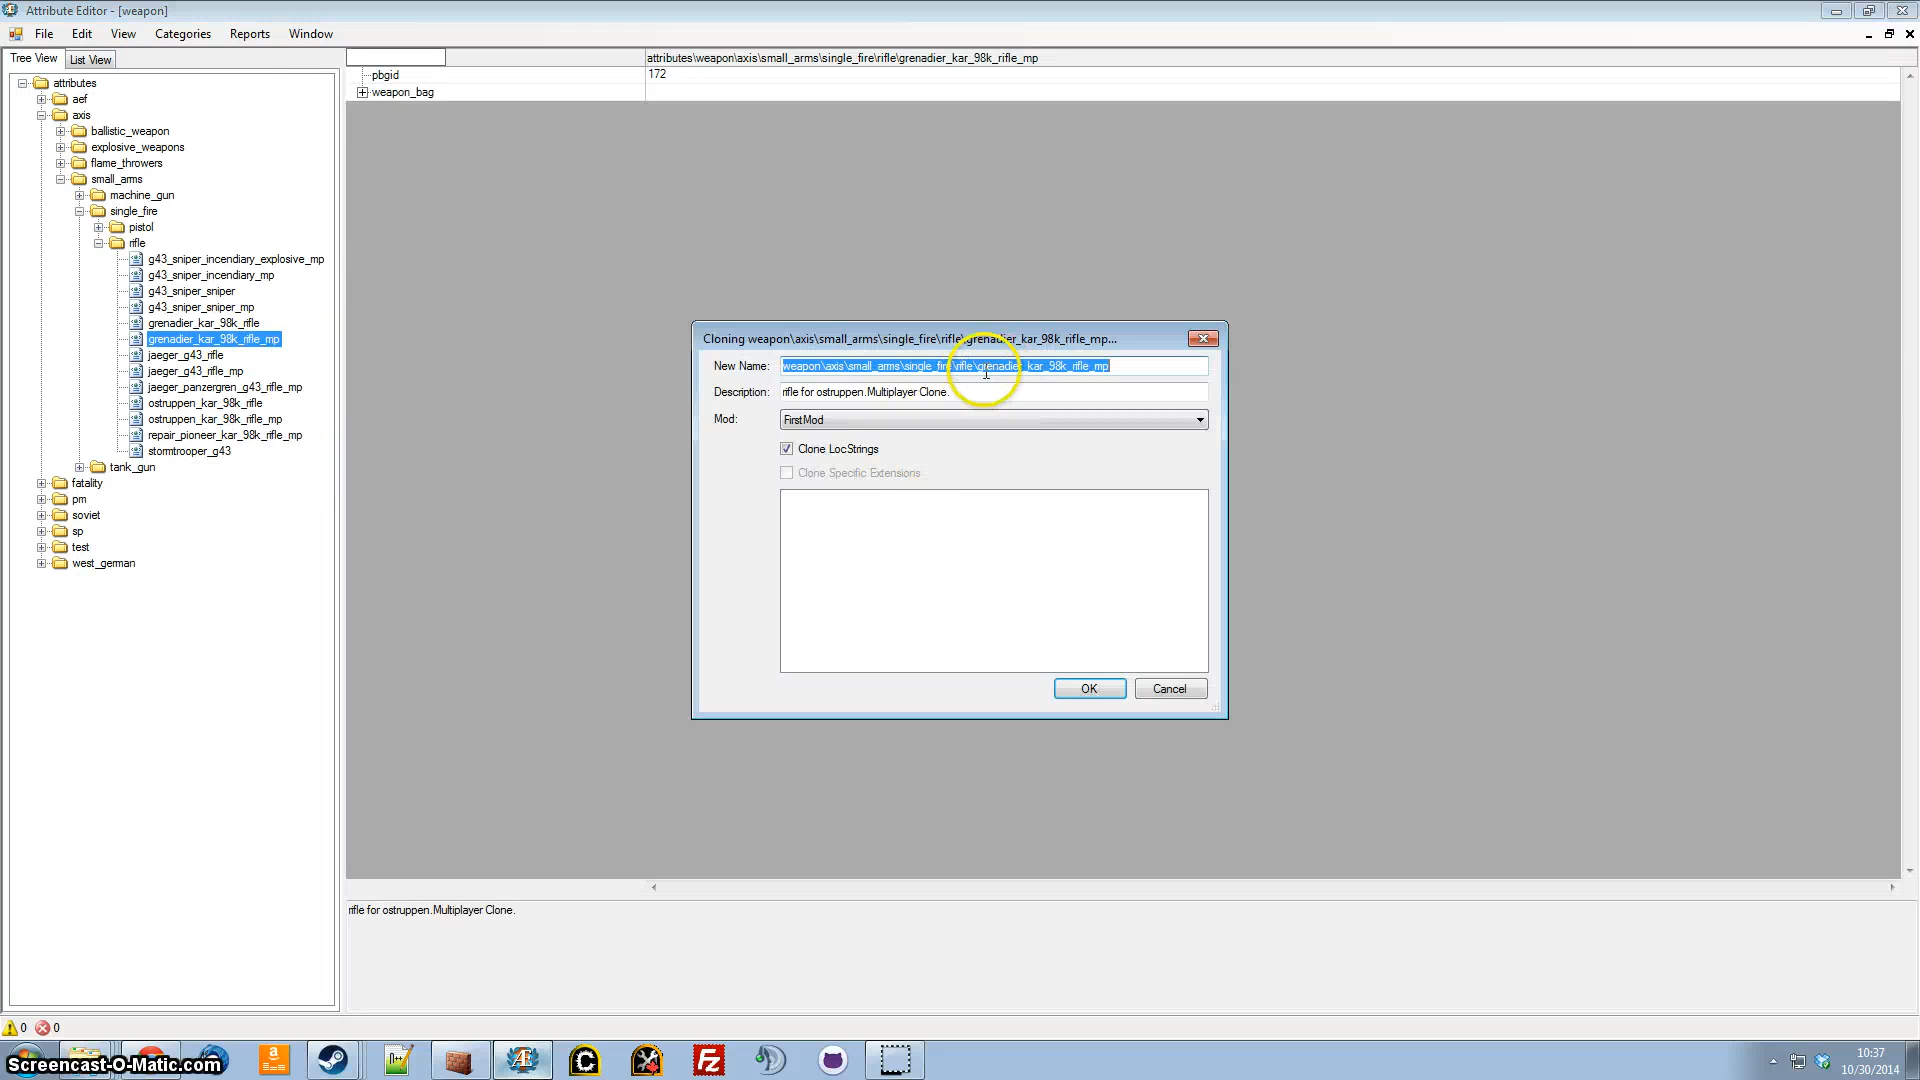 Attribute Editor - [weapon]
File Edit View Categories Reports Window
Tree View List View
attributes\weapon\axis\small_arms\single_fire\rifle\grenadier_kar_98k_rifle_mp
pbgid 172
weapon_bag
attributes
aef
axis
ballistic_weapon
explosive_weapons
flame_throwers
small_arms
machine_gun
single_fire
pistol
rifle
g43_sniper_incendiary_explosive_mp
g43_sniper_incendiary_mp
g43_sniper_sniper
g43_sniper_sniper_mp
grenadier_kar_98k_rifle
grenadier_kar_98k_rifle_mp
jaeger_g43_rifle
jaeger_g43_rifle_mp
jaeger_panzergren_g43_rifle_mp
ostruppen_kar_98k_rifle
ostruppen_kar_98k_rifle_mp
repair_pioneer_kar_98k_rifle_mp
stormtrooper_g43
tank_gun
fatality
pm
soviet
sp
test
west_german
Cloning weapon\axis\small_arms\single_fire\rifle\grenadier_kar_98k_rifle_mp...
New Name: weapon\axis\small_arms\single_fire\rifle\grenadier_kar_98k_rifle_mp
Description: rifle for ostruppen.Multiplayer Clone.
Mod: FirstMod
Clone LocStrings
Clone Specific Extensions
OK Cancel
rifle for ostruppen.Multiplayer Clone.
0 0
Screencast-O-Matic.com
10:37
10/30/2014